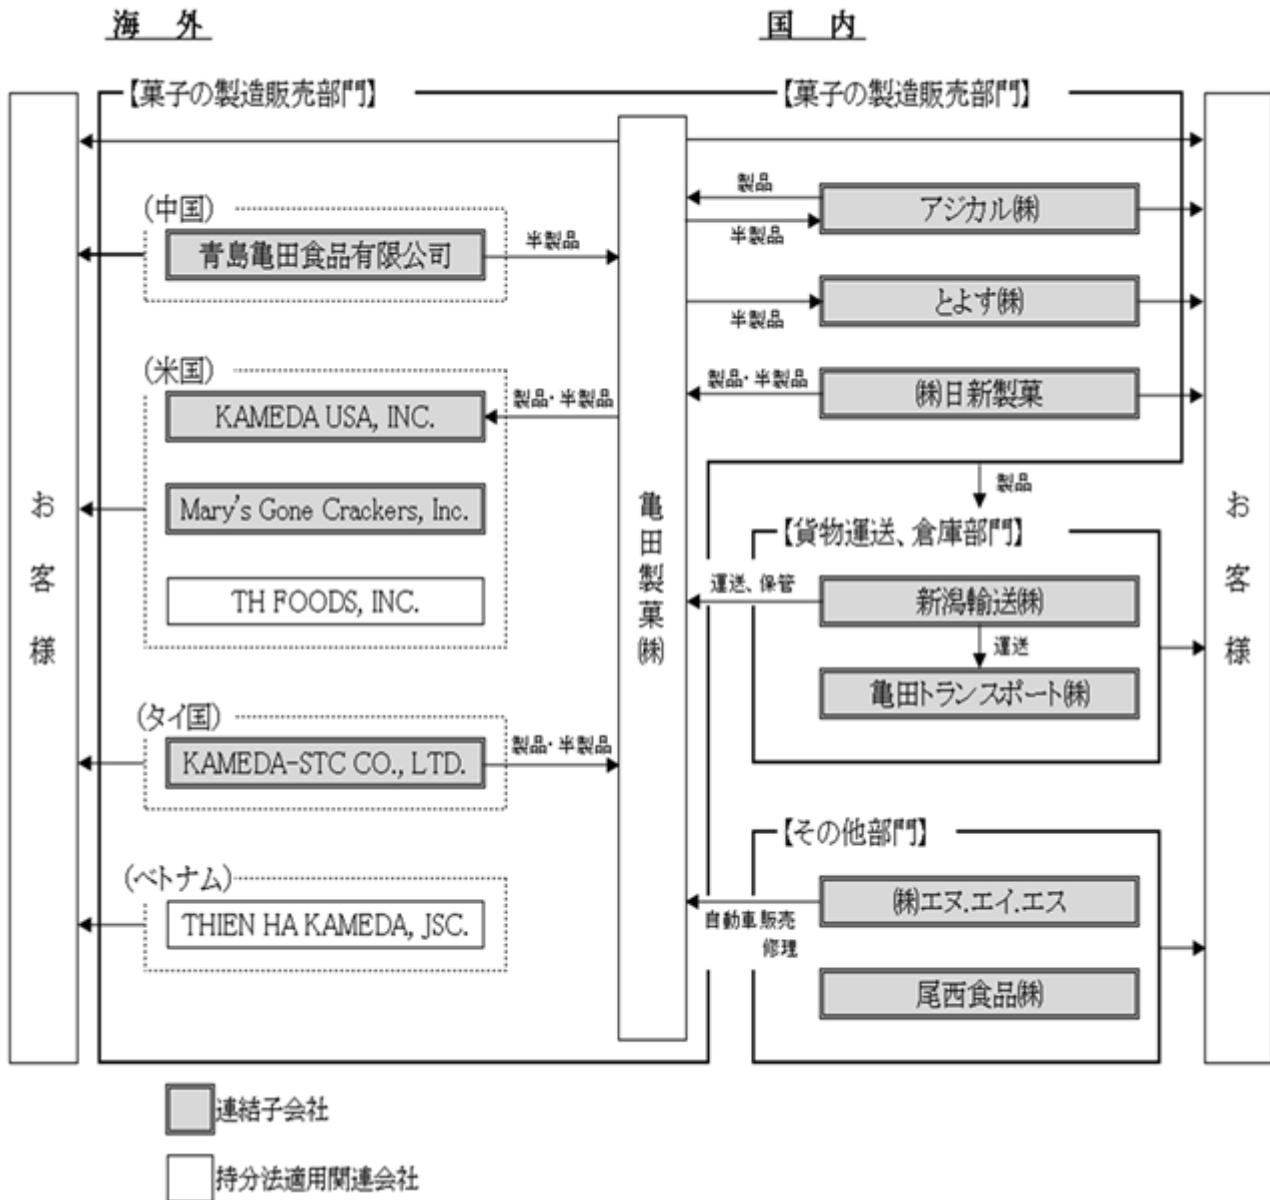 海 外
国 内
【菓子の製造販売部門】
【菓子の製造販売部門】
お客様
亀田製菓㈱
お客様
(中国)
青島亀田食品有限公司
半製品
(米国)
KAMEDA USA, INC.
製品・半製品
Mary's Gone Crackers, Inc.
TH FOODS, INC.
(タイ国)
KAMEDA-STC CO., LTD.
製品・半製品
(ベトナム)
THIEN HA KAMEDA, JSC.
製品
アジカル㈱
半製品
とよす㈱
半製品
製品・半製品
㈱日新製菓
製品
【貨物運送、倉庫部門】
運送、保管
新潟輸送㈱
運送
亀田トランスポート㈱
【その他部門】
㈱エヌ.エイ.エス
自動車販売
修理
尾西食品㈱
連結子会社
持分法適用関連会社